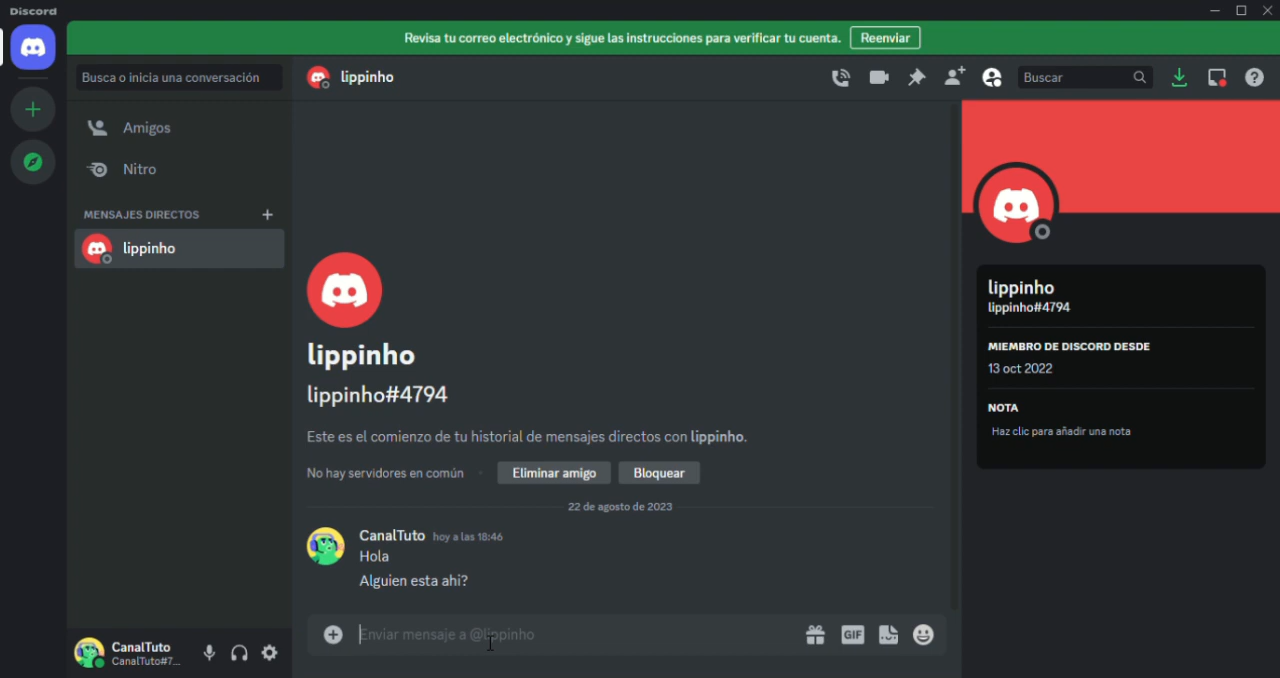 Discord
Revisa tu correo electrónico y sigue las instrucciones para verificar tu cuenta. Reenviar
Busca o inicia una conversación
lippinho
Buscar
Amigos
Nitro
MENSAJES DIRECTOS
lippinho
lippinho
lippinho#4794
Este es el comienzo de tu historial de mensajes directos con lippinho.
No hay servidores en común Eliminar amigo Bloquear
22 de agosto de 2023
CanalTuto hoy a las 18:46
Hola
Alguien esta ahi?
Enviar mensaje a @lippinho
GIF
CanalTuto
CanalTuto#7...
lippinho
lippinho#4794
MIEMBRO DE DISCORD DESDE
13 oct 2022
NOTA
Haz clic para añadir una nota